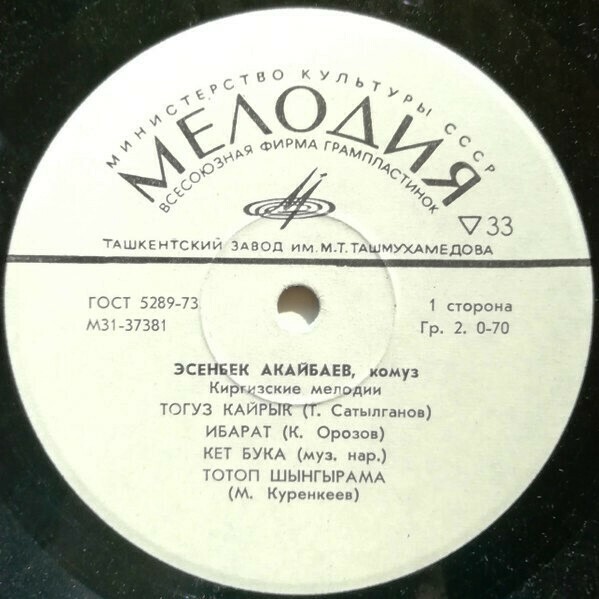 МИНИСТЕРСТВО КУЛЬТУРЫ СССР
МЕЛОДИЯ
ВСЕСОЮЗНАЯ ФИРМА ГРАМПЛАСТИНОК
33
ТАШКЕНТСКИЙ ЗАВОД ИМ. М.Т. ТАШМУХАМЕДОВА
ГОСТ 5289-73
1 сторона
М31-37381
Гр. 2. 0-70
ЭСЕНБЕК АКАЙБАЕВ, комуз
Киргизские мелодии
ТОГУЗ КАЙРЫК (Т. Сатылганов)
ИБАРАТ (К. Орозов)
КЕТ БУКА (муз. нар.)
ТОТОП ШЫНГЫРАМА
(М. Куренкеев)